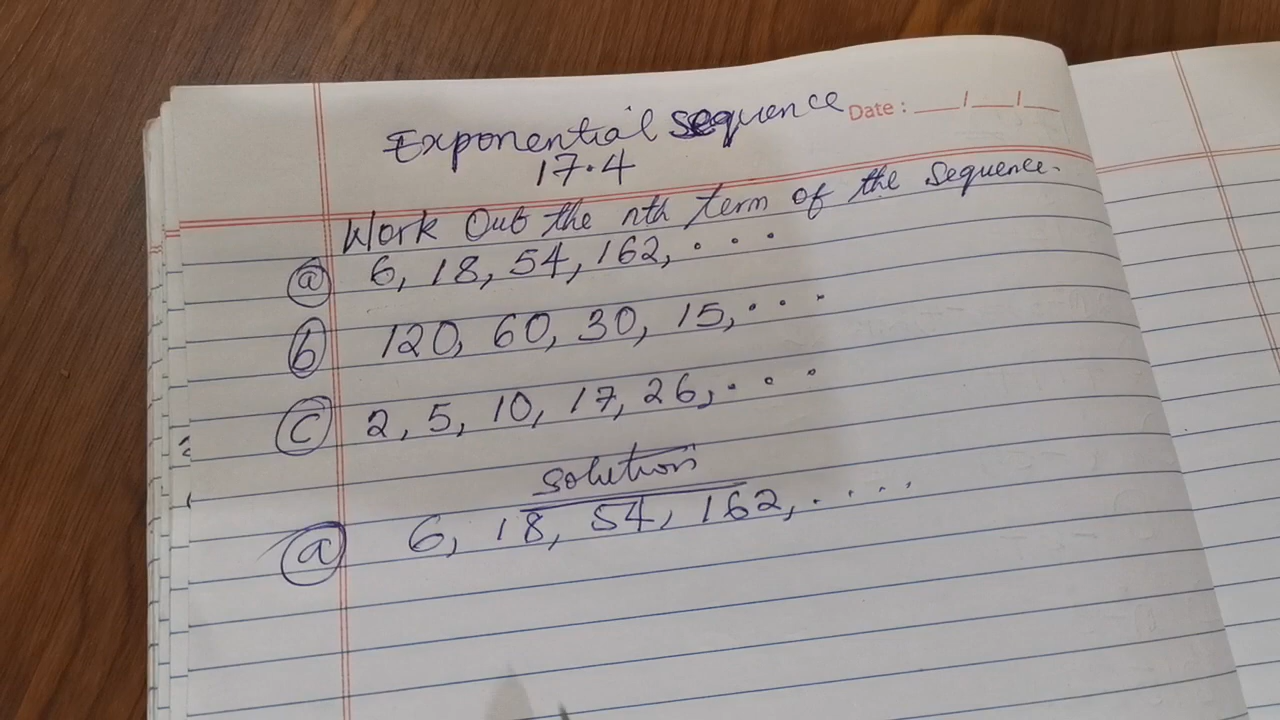 Exponential sequence
Date : __/__/__
17.4
Work Out the nth term of the sequence.
(a) 6, 18, 54, 162, . . .
(b) 120, 60, 30, 15, . . .
(c) 2, 5, 10, 17, 26, . . .
solution
(a) 6, 18, 54, 162, . . . .